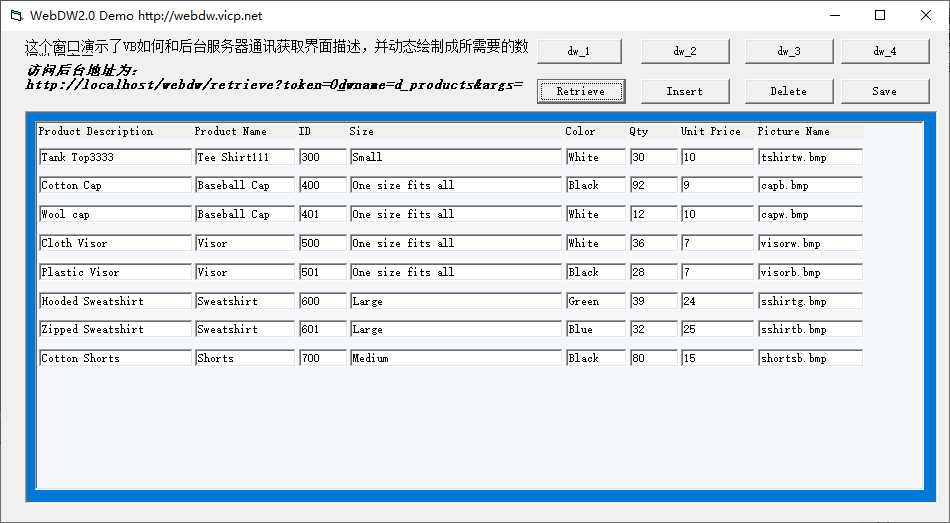 WebDW2.0 Demo http://webdw.vicp.net
这个窗口演示了VB如何和后台服务器通讯获取界面描述，并动态绘制成所需要的数
访问后台地址为:
http://localhost/webdw/retrieve?token=0dwname=d_products&args=
dw_1 dw_2 dw_3 dw_4
Retrieve Insert Delete Save
Product Description Product Name ID Size Color Qty Unit Price Picture Name
Tank Top3333 Tee Shirt111 300 Small White 30 10 tshirtw.bmp
Cotton Cap Baseball Cap 400 One size fits all Black 92 9 capb.bmp
Wool cap Baseball Cap 401 One size fits all White 12 10 capw.bmp
Cloth Visor Visor 500 One size fits all White 36 7 visorw.bmp
Plastic Visor Visor 501 One size fits all Black 28 7 visorb.bmp
Hooded Sweatshirt Sweatshirt 600 Large Green 39 24 sshirtg.bmp
Zipped Sweatshirt Sweatshirt 601 Large Blue 32 25 sshirtb.bmp
Cotton Shorts Shorts 700 Medium Black 80 15 shortsb.bmp